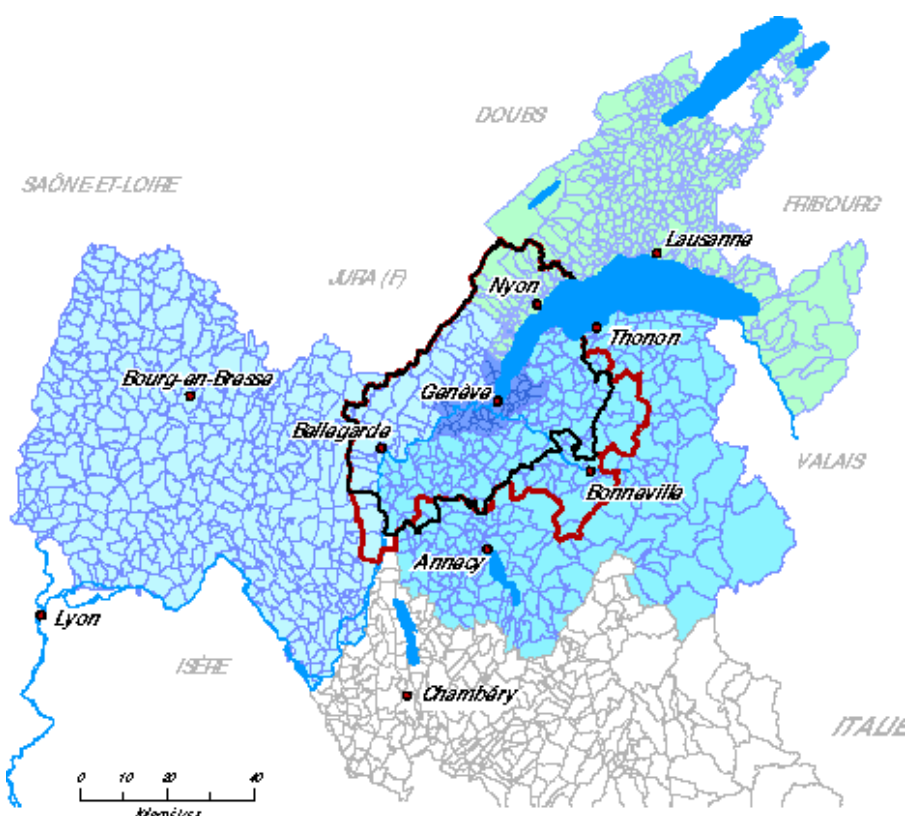 DOUBS
SAÔNE-ET-LOIRE
FRIBOURG
Lausanne
JURA (F)
Nyon
Thonon
Bourg-en-Bresse
Genève
Bellegarde
VALAIS
Bonneville
Annecy
Lyon
ISÈRE
Chambéry
ITALIE
0 10 20 40
Kilomètres